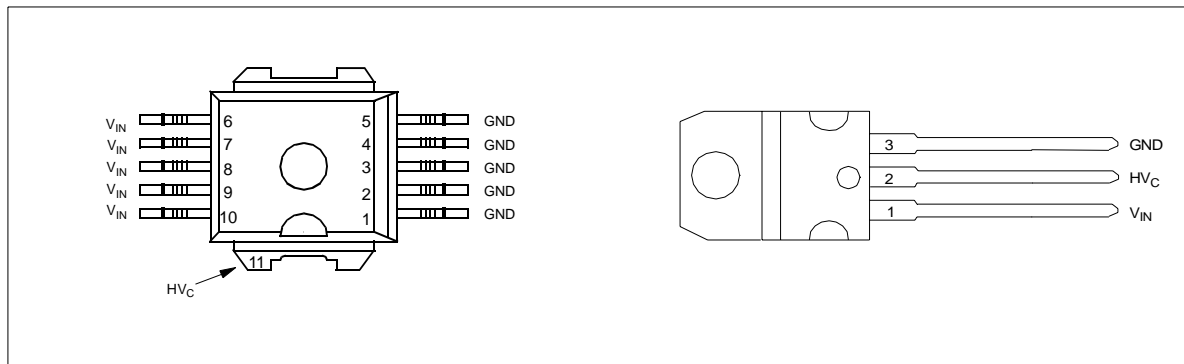 V_IN 6 5 GND
V_IN 7 4 GND
V_IN 8 3 GND
V_IN 9 2 GND
V_IN 10 1 GND
11
HV_C
3 GND
2 HV_C
1 V_IN